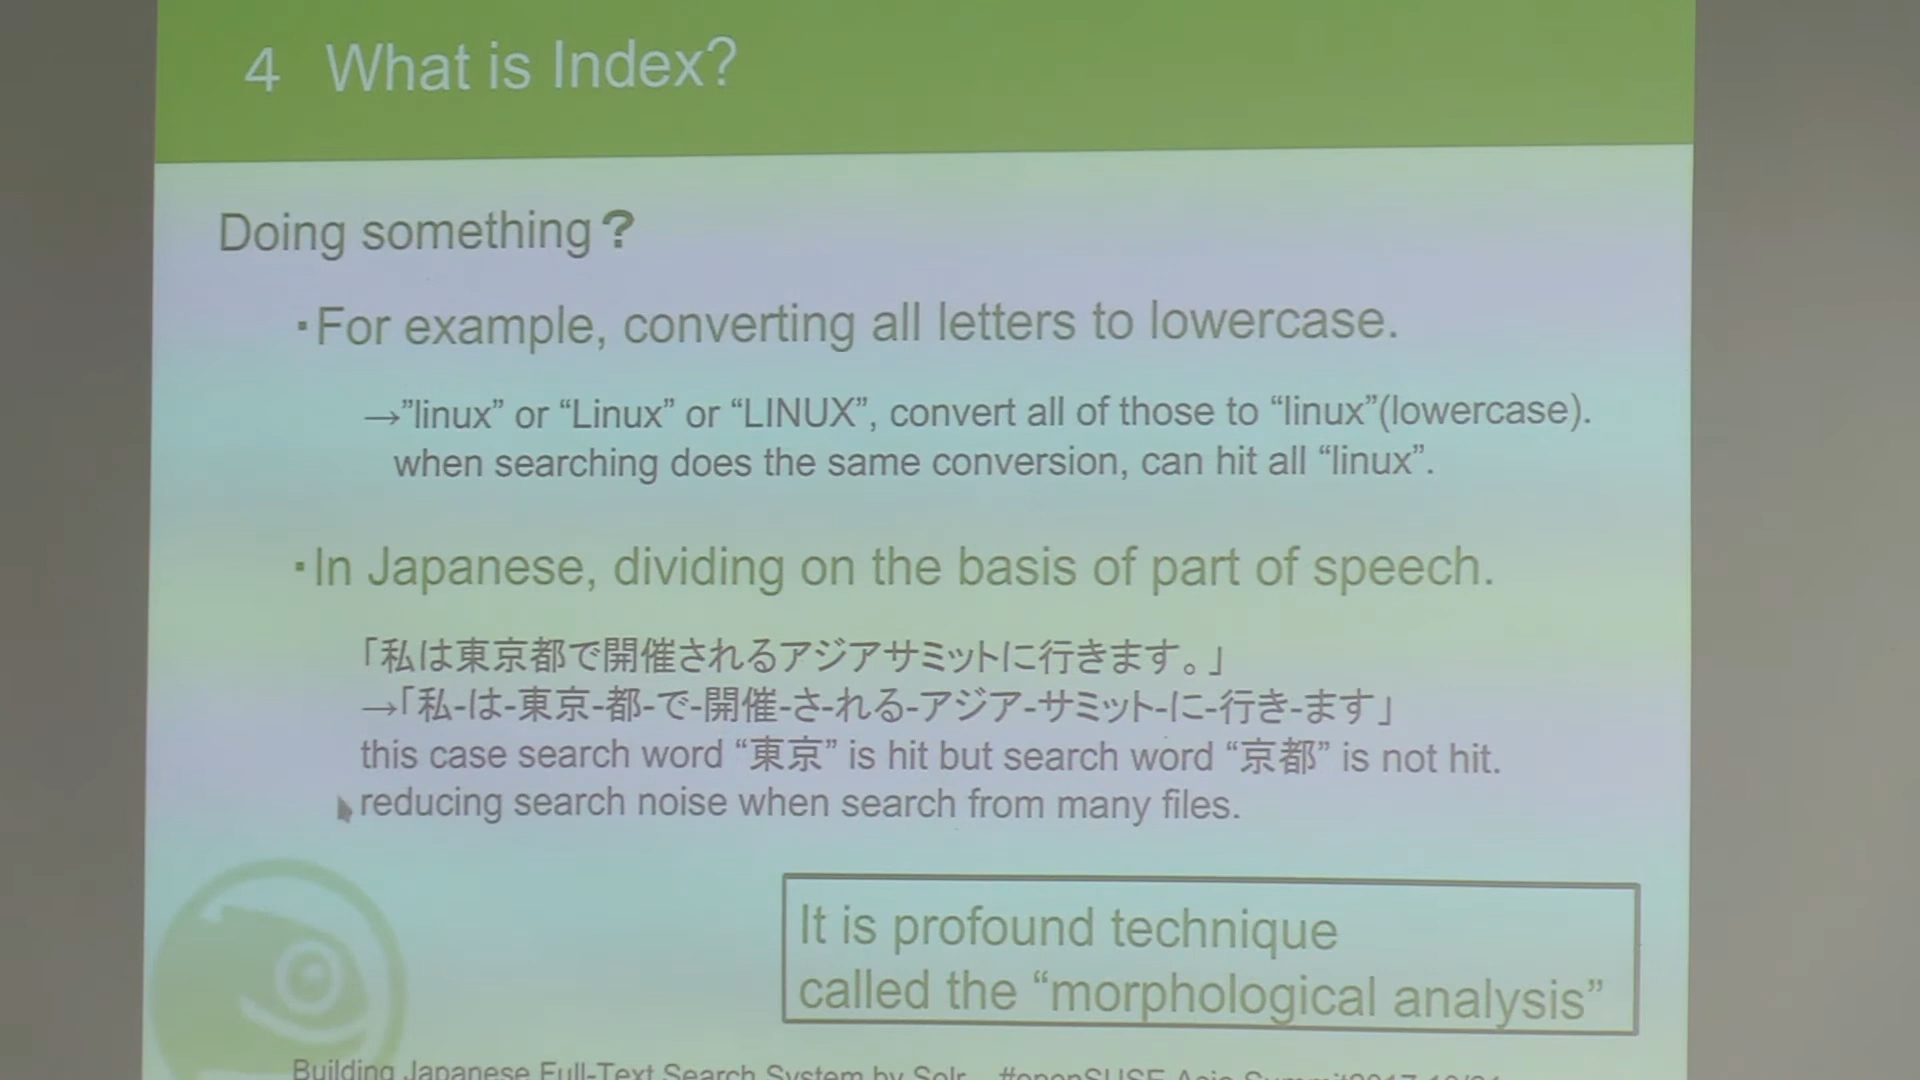 4 What is Index?
Doing something？
・For example, converting all letters to lowercase.
→”linux” or “Linux” or “LINUX”, convert all of those to “linux”(lowercase).
when searching does the same conversion, can hit all “linux”.
・In Japanese, dividing on the basis of part of speech.
「私は東京都で開催されるアジアサミットに行きます。」
→「私-は-東京-都-で-開催-さ-れる-アジア-サミット-に-行き-ます」
this case search word “東京” is hit but search word “京都” is not hit.
reducing search noise when search from many files.
It is profound technique
called the “morphological analysis”
Building Japanese Full-Text Search System by Solr #openSUSE Asia Summit2017